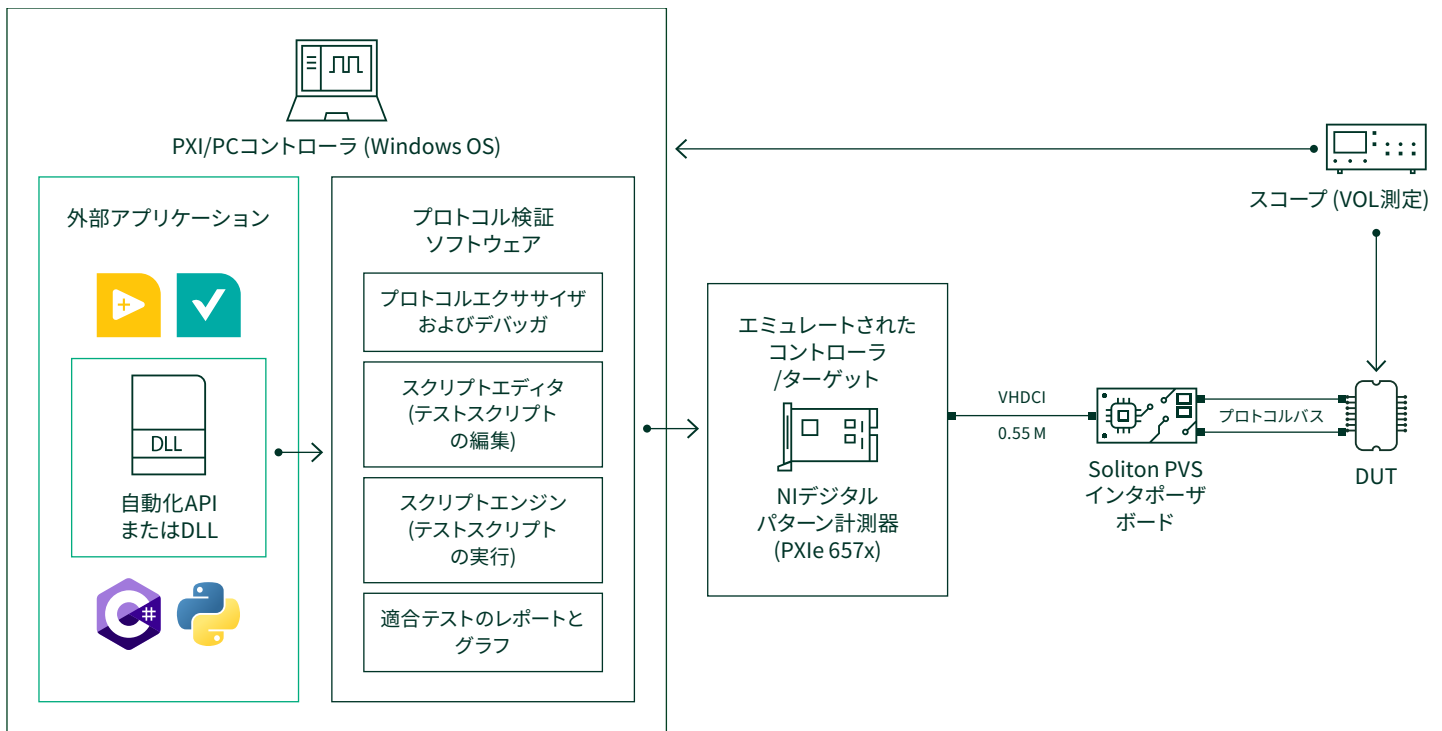 PXI/PCコントローラ (Windows OS)
外部アプリケーション
DLL
自動化API
またはDLL
C#
プロトコル検証
ソフトウェア
プロトコルエクササイザ
およびデバッガ
スクリプトエディタ
(テストスクリプト
の編集)
スクリプトエンジン
(テストスクリプト
の実行)
適合テストのレポートと
グラフ
エミュレートされた
コントローラ
/ターゲット
NIデジタル
パターン計測器
(PXIe 657x)
VHDCI
0.55 M
Soliton PVS
インタポーザ
ボード
プロトコルバス
スコープ (VOL測定)
DUT